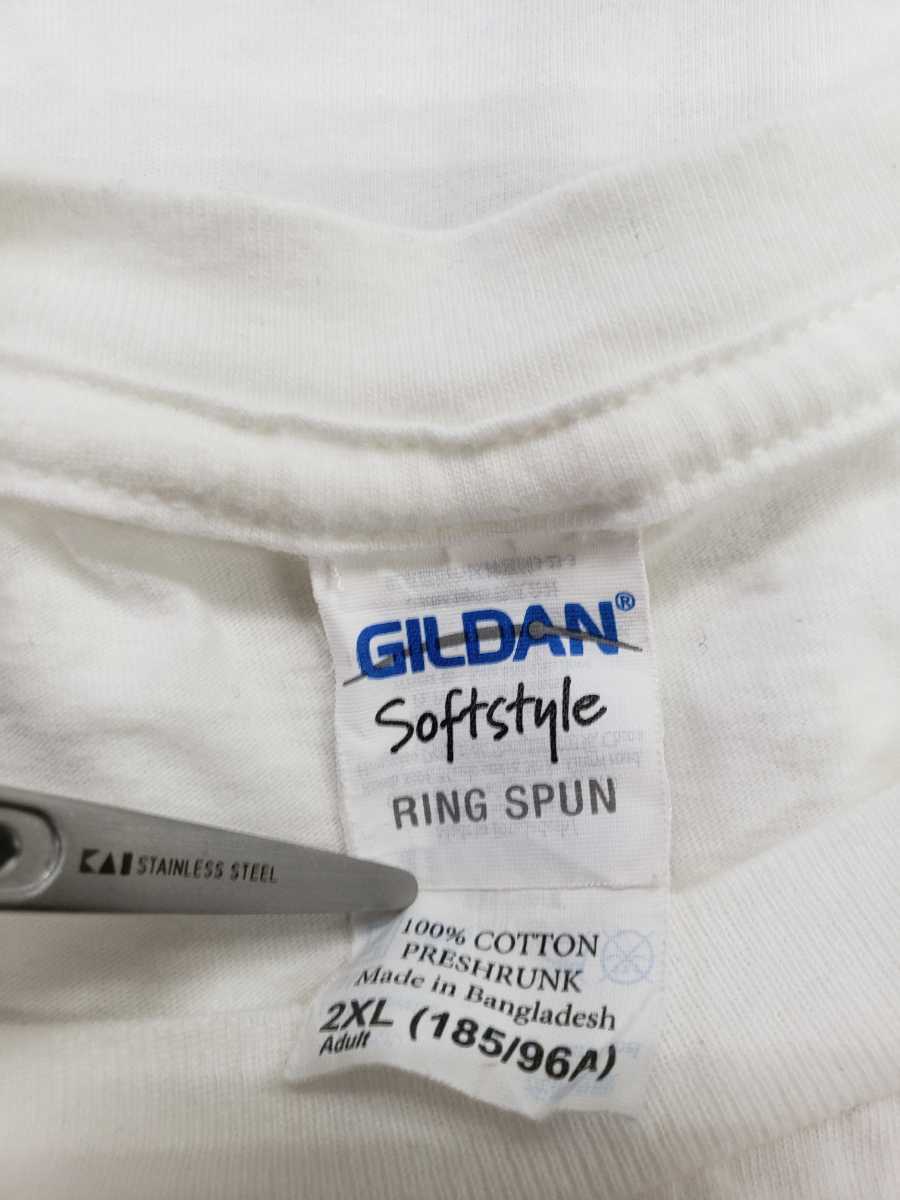 GILDAN®
Softstyle
RING SPUN
KAI STAINLESS STEEL
100% COTTON
PRESHRUNK
Made in Bangladesh
2XL (185/96A)
Adult